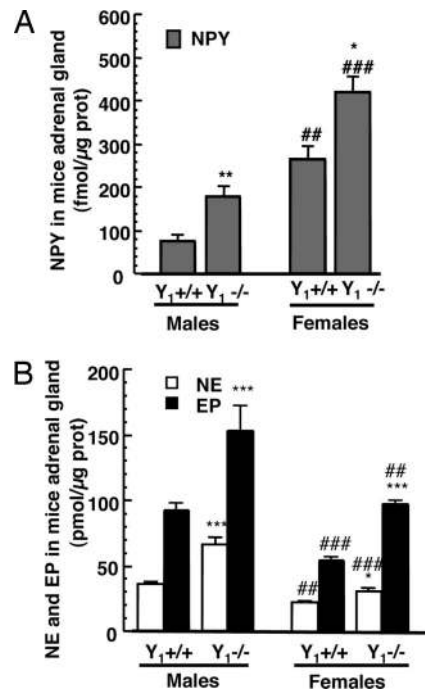 A
NPY in mice adrenal gland
(fmol/µg prot)
600
500
400
300
200
100
0
NPY
**
##
*
###
Y₁+/+ Y₁ -/- Y₁+/+ Y₁ -/-
Males Females
B
NE and EP in mice adrenal gland
(pmol/µg prot)
200
150
100
50
0
NE
EP
***
***
##
###
##
***
###
*
Y₁+/+ Y₁-/- Y₁+/+ Y₁-/-
Males Females